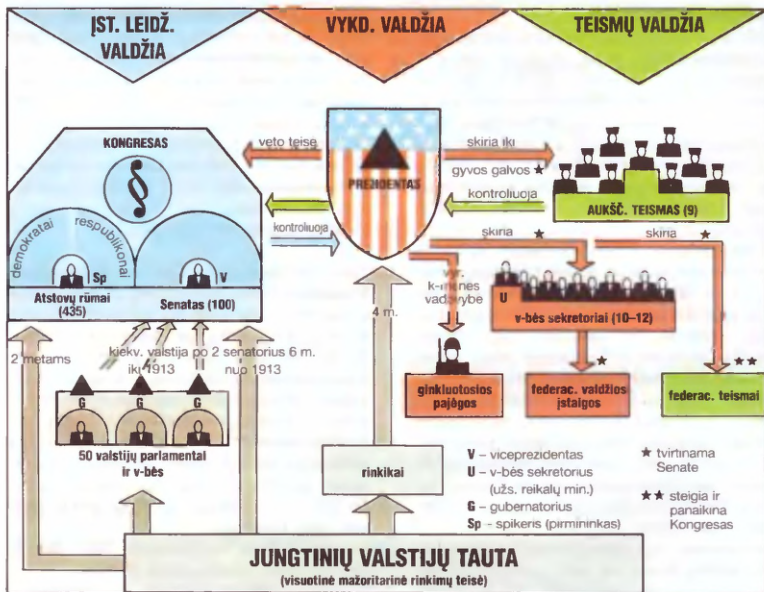 ĮST. LEIDŽ.
VALDŽIA
VYKD. VALDŽIA
TEISMŲ VALDŽIA
KONGRESAS
§
demokratai
respublikonai
Sp
V
Atstovų rūmai
(435)
Senatas (100)
veto teisę
kontroliuoja
PREZIDENTAS
skiria iki
gyvos galvos ★
kontroliuoja
AUKŠČ. TEISMAS (9)
skiria ★
skiria ★
vyr.
k-menės
vadovybe
U
v-bės sekretoriai (10–12)
4 m.
2 metams
kiekv. valstija po 2 senatorius 6 m.
iki 1913
nuo 1913
G
G
G
50 valstijų parlamentai
ir v-bės
ginkluotosios
pajėgos
★
federac. valdžios
įstaigos
★★
federac. teismai
rinkikai
V – viceprezidentas
U – v-bės sekretorius
(užs. reikalų min.)
G – gubernatorius
Sp – spikeris (pirmininkas)
★ tvirtinama
Senate
★★ steigia ir
panaikina
Kongresas
JUNGTINIŲ VALSTIJŲ TAUTA
(visuotinė mažoritarinė rinkimų teisė)